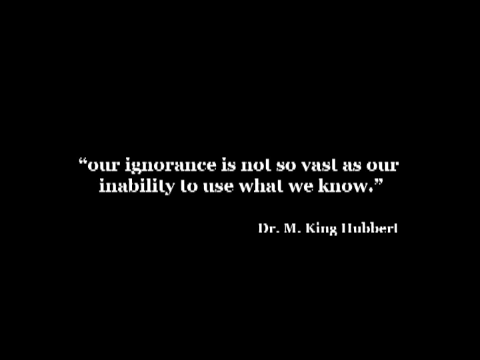 “our ignorance is not so vast as our
inability to use what we know.”
Dr. M. King Hubbert